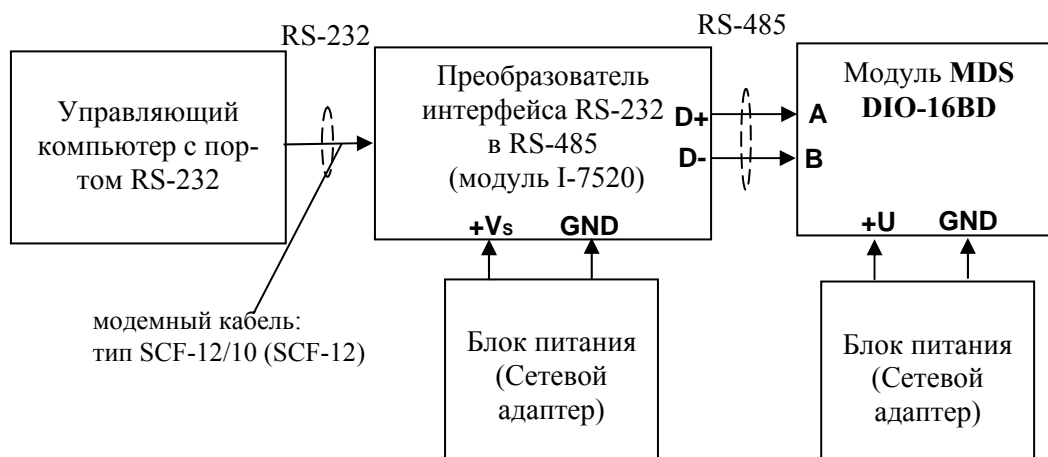 RS-232
RS-485
Управляющий
компьютер с пор-
том RS-232
Преобразователь
интерфейса RS-232
в RS-485
(модуль I-7520)
D+
D-
+Vs
GND
Модуль MDS
DIO-16BD
A
B
+U
GND
модемный кабель:
тип SCF-12/10 (SCF-12)
Блок питания
(Сетевой
адаптер)
Блок питания
(Сетевой
адаптер)